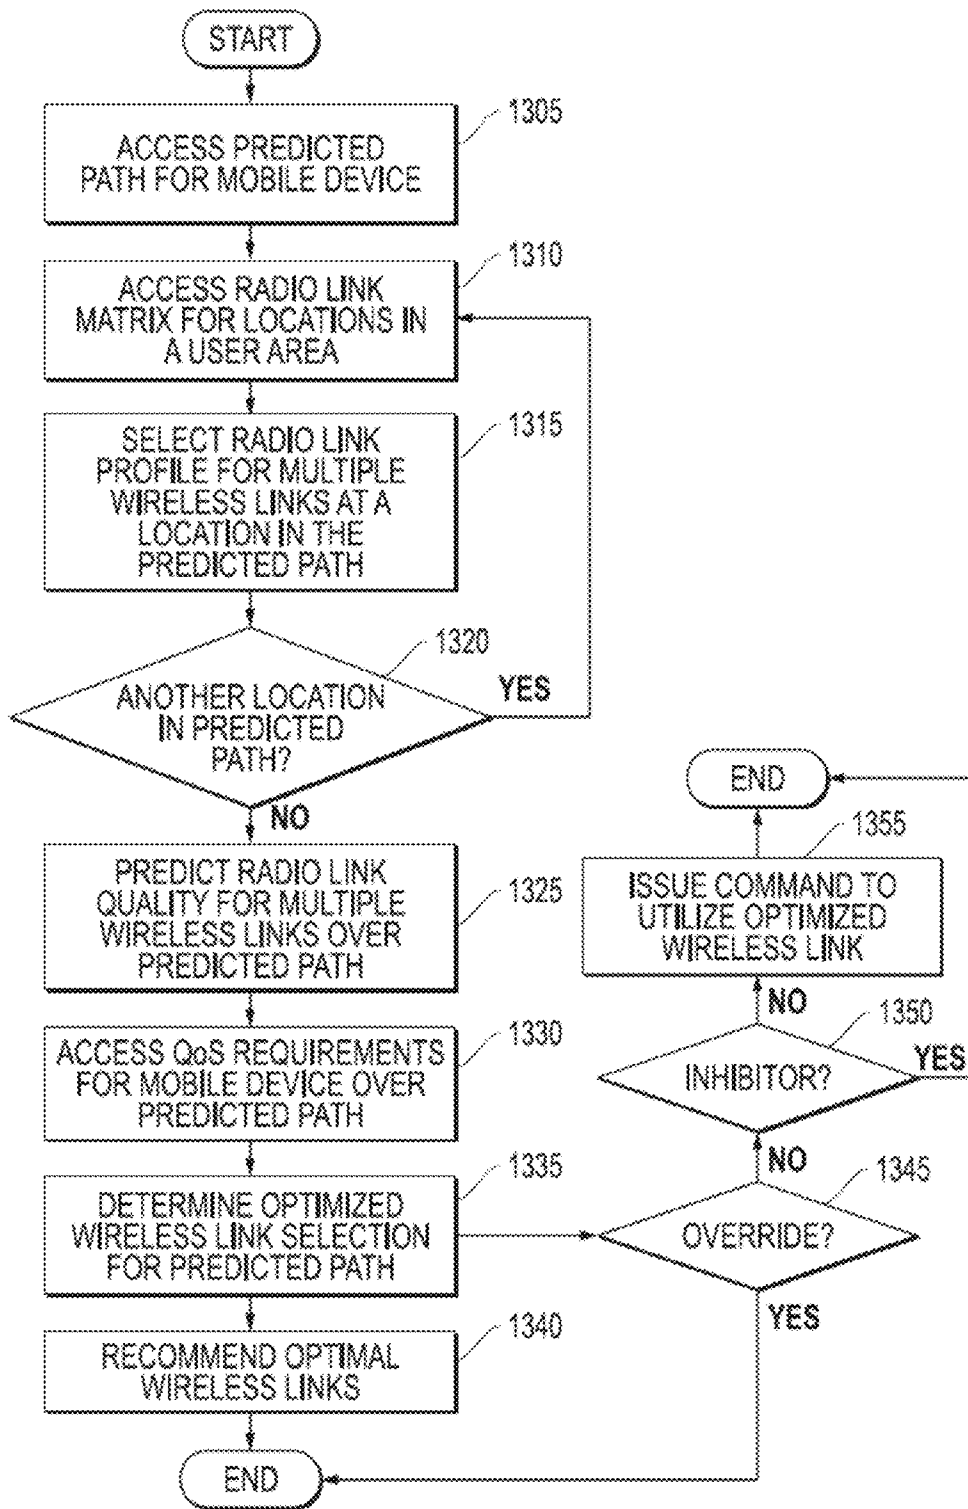 START
1305
ACCESS PREDICTED
PATH FOR MOBILE DEVICE
1310
ACCESS RADIO LINK
MATRIX FOR LOCATIONS IN
A USER AREA
1315
SELECT RADIO LINK
PROFILE FOR MULTIPLE
WIRELESS LINKS AT A
LOCATION IN THE
PREDICTED PATH
1320
ANOTHER LOCATION
IN PREDICTED
PATH?
YES
NO
1325
PREDICT RADIO LINK
QUALITY FOR MULTIPLE
WIRELESS LINKS OVER
PREDICTED PATH
1330
ACCESS QoS REQUIREMENTS
FOR MOBILE DEVICE OVER
PREDICTED PATH
1335
DETERMINE OPTIMIZED
WIRELESS LINK SELECTION
FOR PREDICTED PATH
1340
RECOMMEND OPTIMAL
WIRELESS LINKS
END
END
1355
ISSUE COMMAND TO
UTILIZE OPTIMIZED
WIRELESS LINK
NO
1350
INHIBITOR?
YES
NO
1345
OVERRIDE?
YES